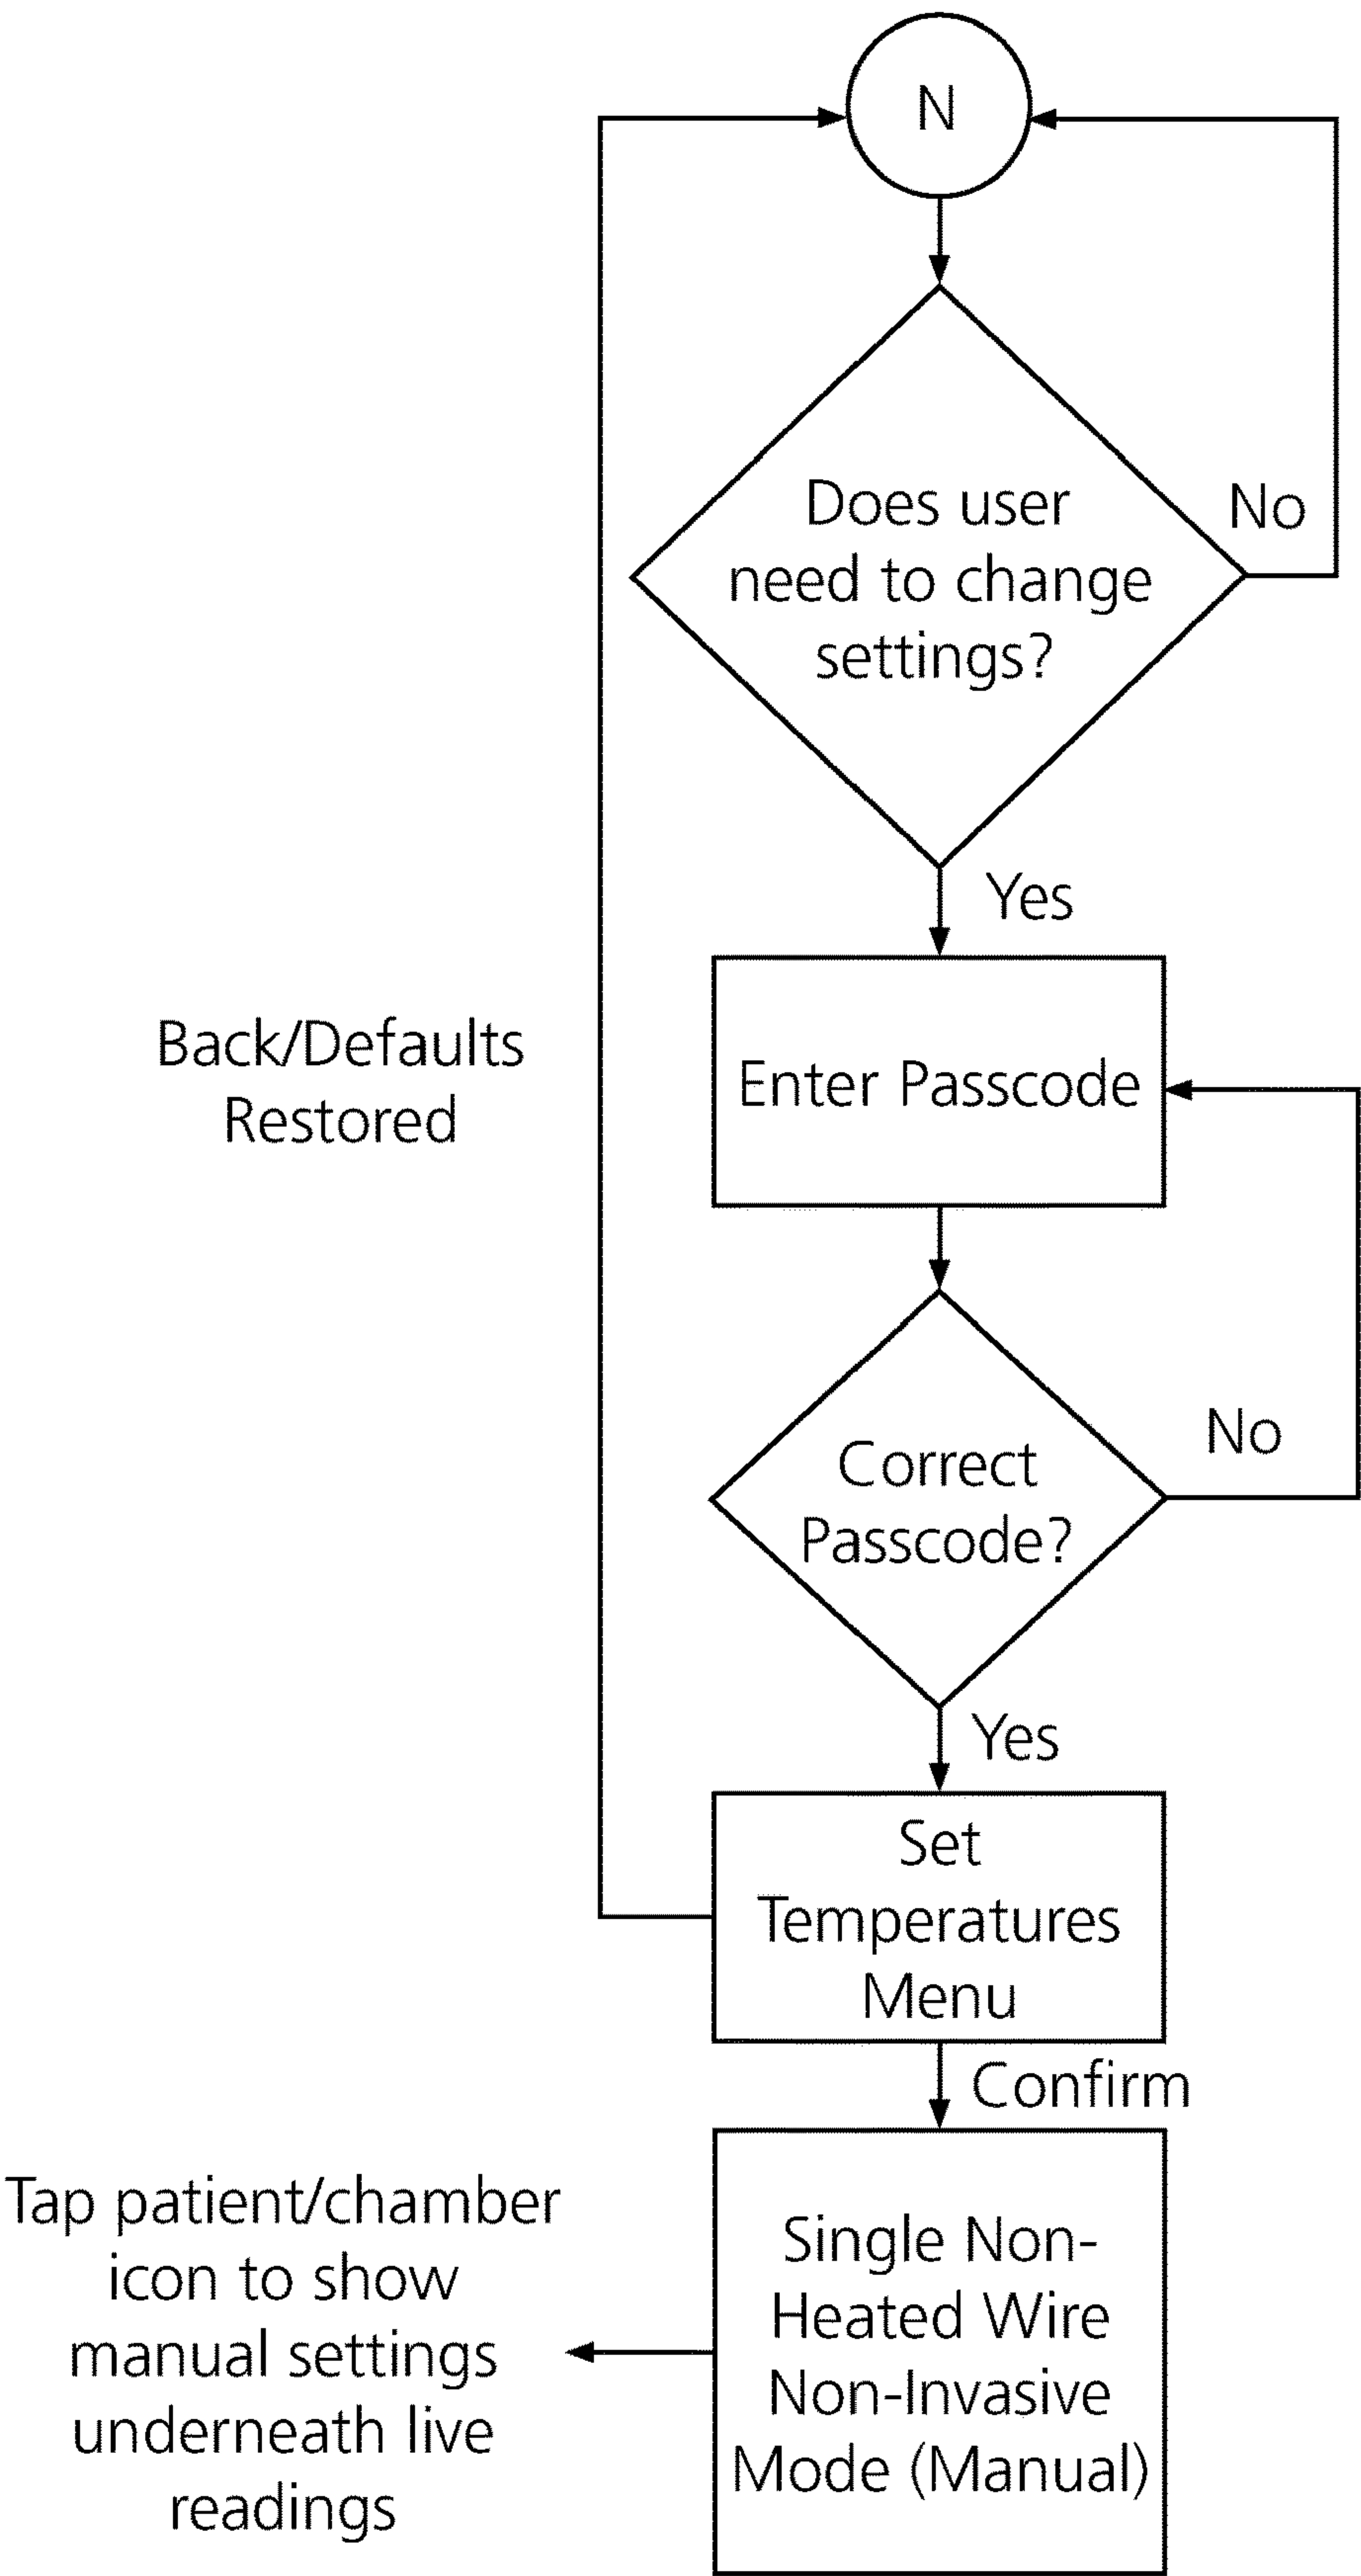 N
Does user
need to change
settings?
No
Yes
Back/Defaults
Restored
Enter Passcode
Correct
Passcode?
No
Yes
Set
Temperatures
Menu
Confirm
Tap patient/chamber
icon to show
manual settings
underneath live
readings
Single Non-
Heated Wire
Non-Invasive
Mode (Manual)